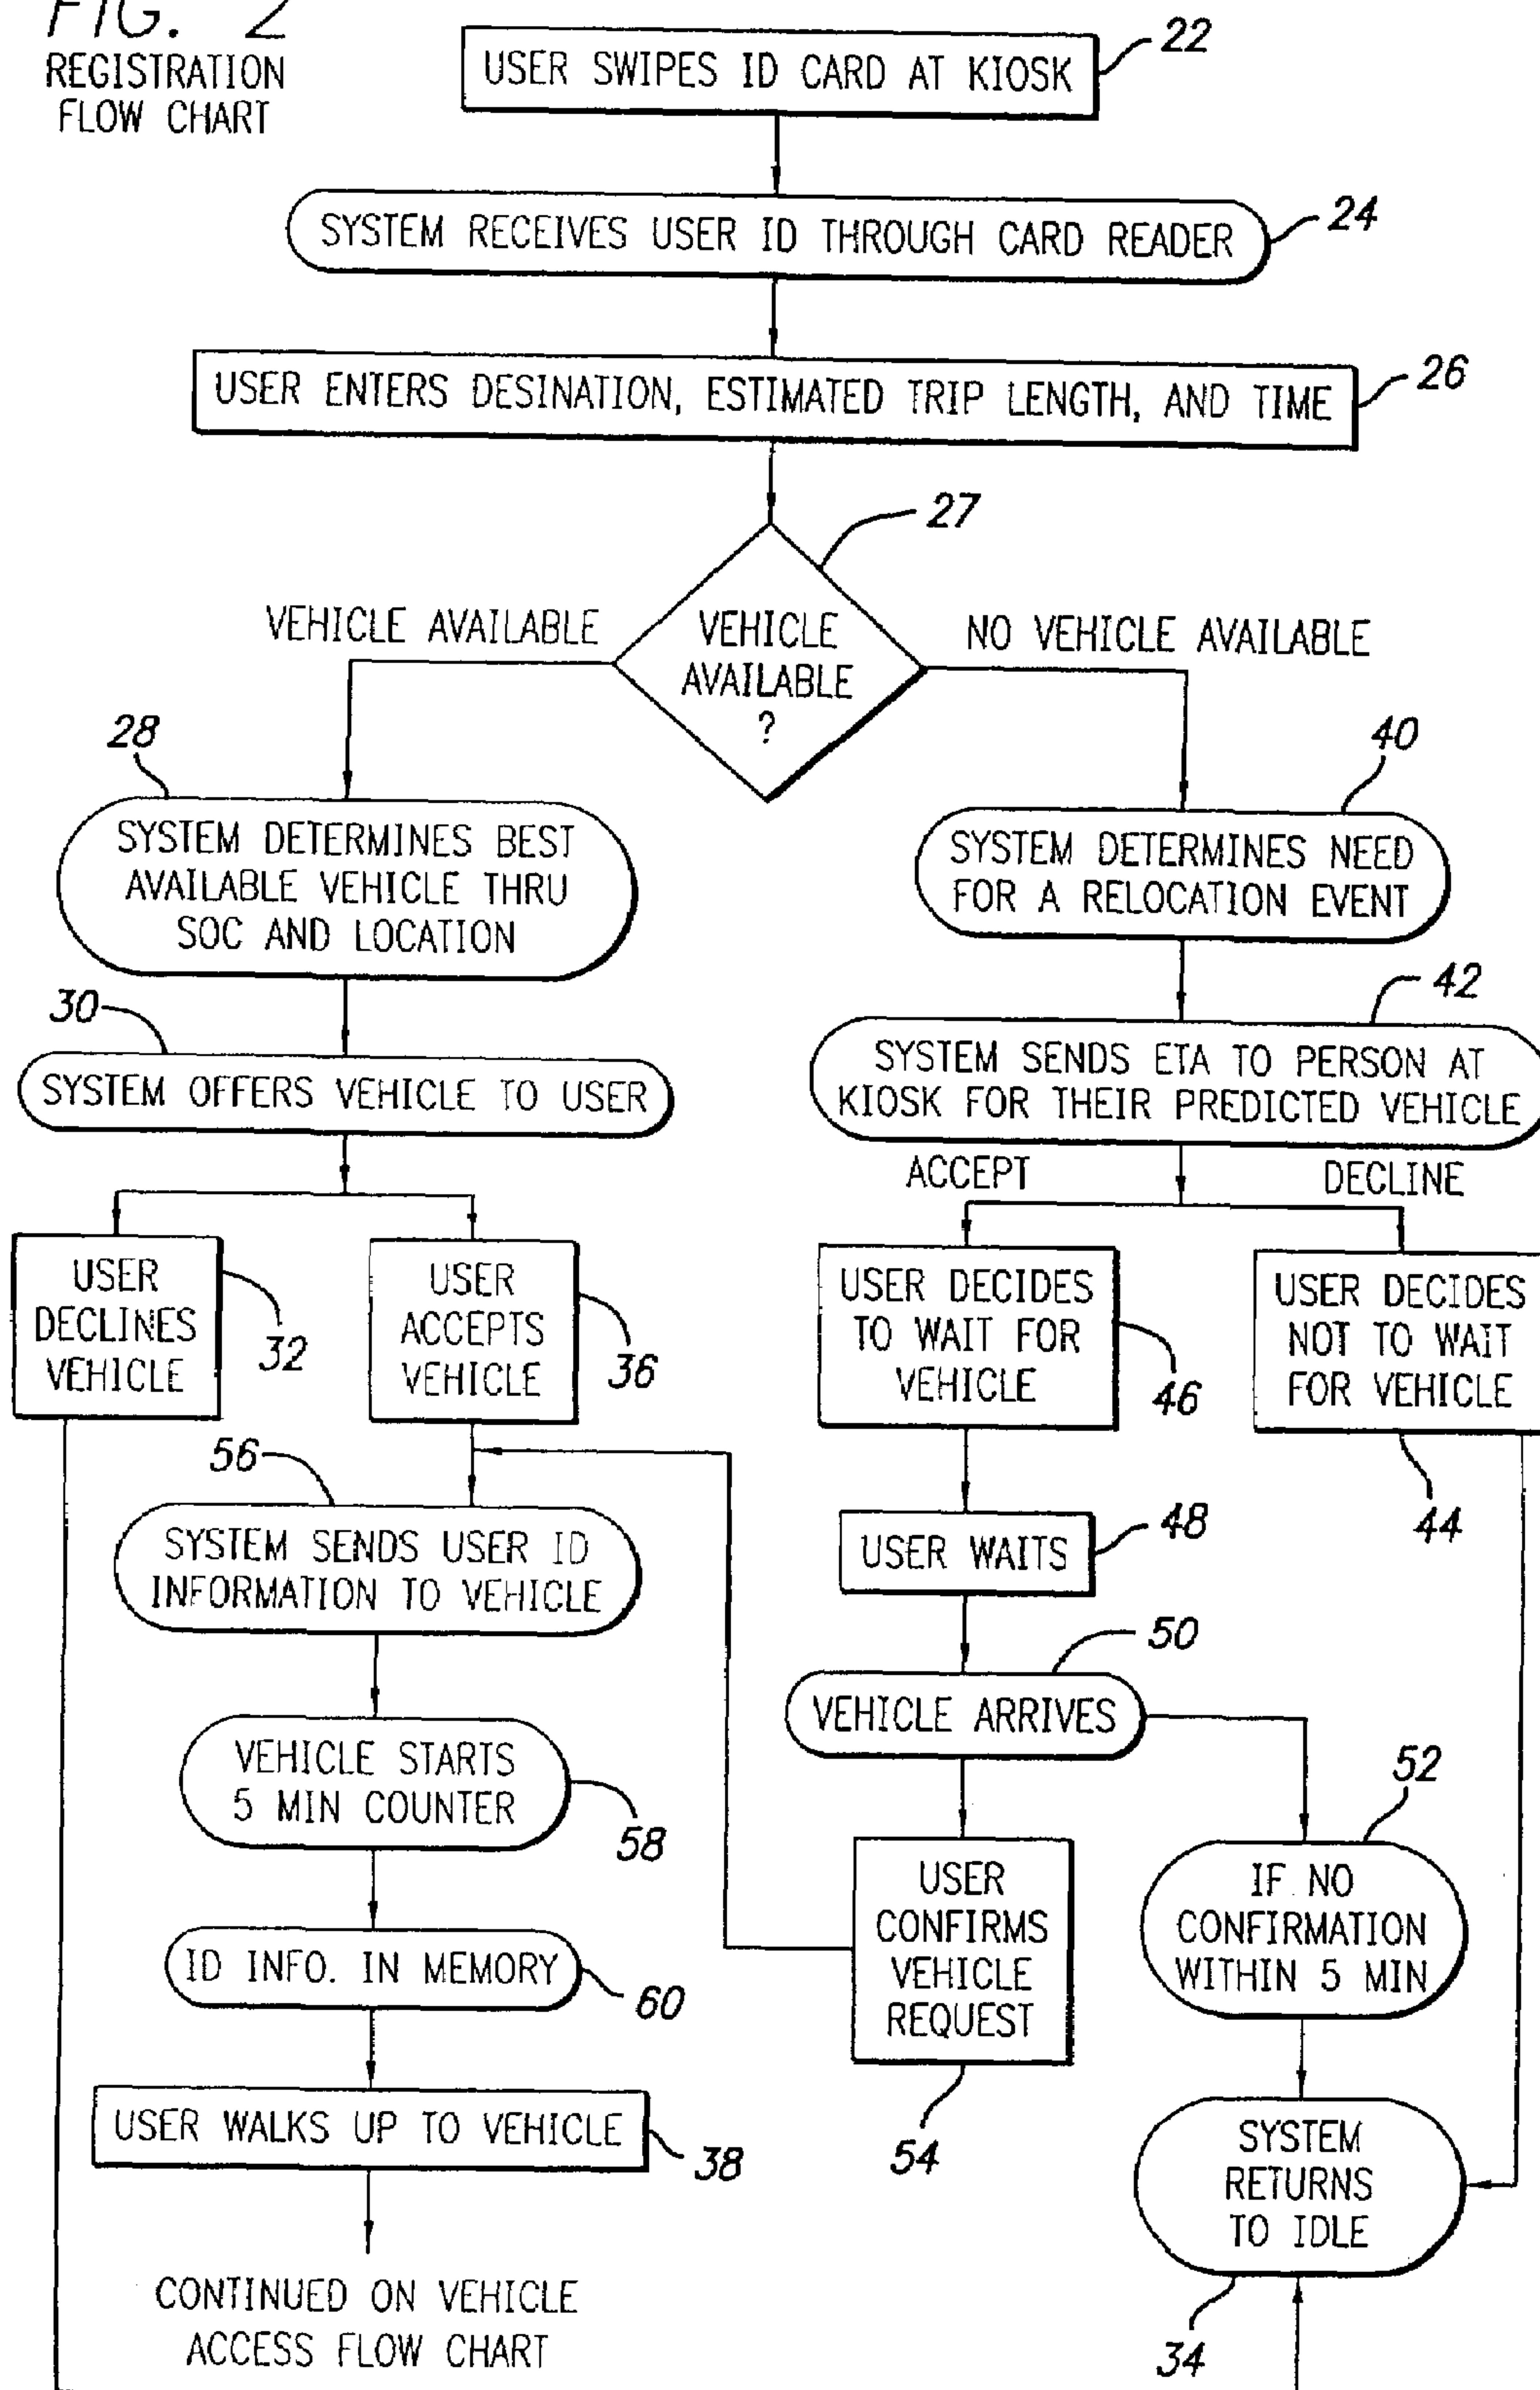 FIG. 2
REGISTRATION
FLOW CHART
USER SWIPES ID CARD AT KIOSK
22
SYSTEM RECEIVES USER ID THROUGH CARD READER
24
USER ENTERS DESINATION, ESTIMATED TRIP LENGTH, AND TIME
26
27
VEHICLE
AVAILABLE
?
VEHICLE AVAILABLE
NO VEHICLE AVAILABLE
28
SYSTEM DETERMINES BEST
AVAILABLE VEHICLE THRU
SOC AND LOCATION
40
SYSTEM DETERMINES NEED
FOR A RELOCATION EVENT
30
SYSTEM OFFERS VEHICLE TO USER
42
SYSTEM SENDS ETA TO PERSON AT
KIOSK FOR THEIR PREDICTED VEHICLE
ACCEPT
DECLINE
USER
DECLINES
VEHICLE
32
USER
ACCEPTS
VEHICLE
36
USER DECIDES
TO WAIT FOR
VEHICLE
46
USER DECIDES
NOT TO WAIT
FOR VEHICLE
44
56
SYSTEM SENDS USER ID
INFORMATION TO VEHICLE
USER WAITS
48
50
VEHICLE ARRIVES
VEHICLE STARTS
5 MIN COUNTER
58
52
IF NO
CONFIRMATION
WITHIN 5 MIN
USER
CONFIRMS
VEHICLE
REQUEST
54
ID INFO. IN MEMORY
60
USER WALKS UP TO VEHICLE
38
SYSTEM
RETURNS
TO IDLE
34
CONTINUED ON VEHICLE
ACCESS FLOW CHART